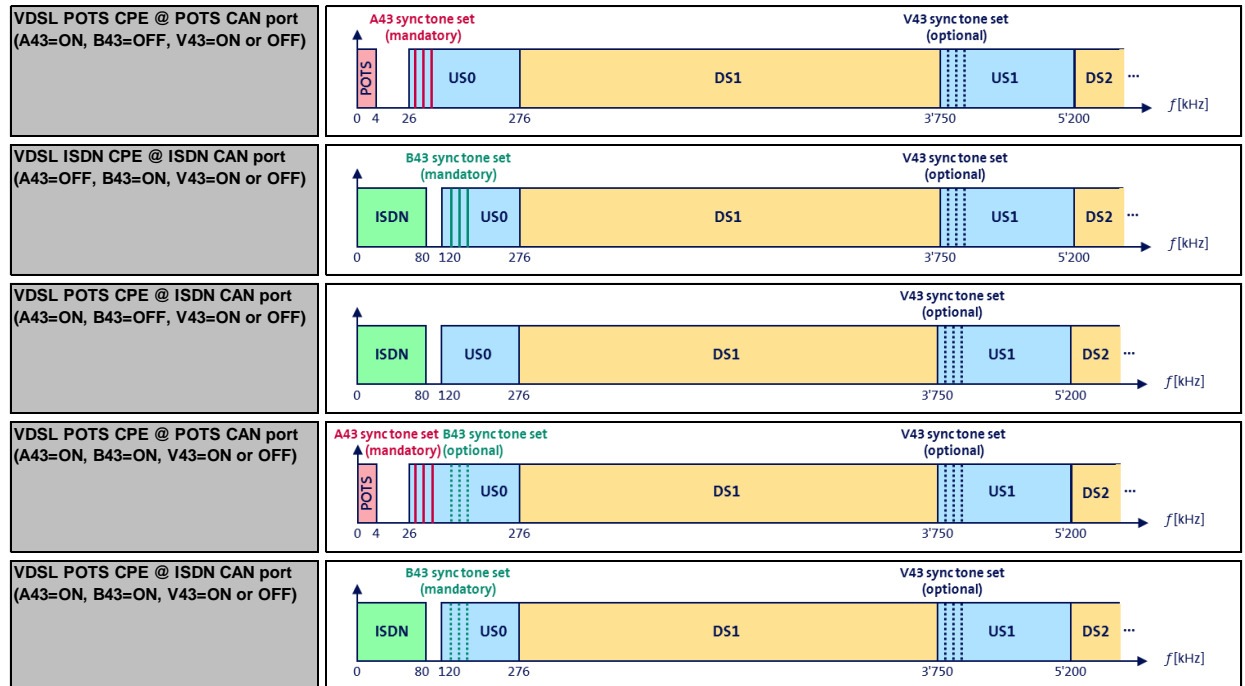 VDSL POTS CPE @ POTS CAN port
(A43=ON, B43=OFF, V43=ON or OFF)
A43 sync tone set
(mandatory)
V43 sync tone set
(optional)
POTS
US0
DS1
US1
DS2
...
0 4 26 276 3'750 5'200
f[kHz]
VDSL ISDN CPE @ ISDN CAN port
(A43=OFF, B43=ON, V43=ON or OFF)
B43 sync tone set
(mandatory)
V43 sync tone set
(optional)
ISDN
US0
DS1
US1
DS2
...
0 80 120 276 3'750 5'200
f[kHz]
VDSL POTS CPE @ ISDN CAN port
(A43=ON, B43=OFF, V43=ON or OFF)
V43 sync tone set
(optional)
ISDN
US0
DS1
US1
DS2
...
0 80 120 276 3'750 5'200
f[kHz]
VDSL POTS CPE @ POTS CAN port
(A43=ON, B43=ON, V43=ON or OFF)
A43 sync tone set B43 sync tone set
(mandatory) (optional)
V43 sync tone set
(optional)
POTS
US0
DS1
US1
DS2
...
0 4 26 276 3'750 5'200
f[kHz]
VDSL POTS CPE @ ISDN CAN port
(A43=ON, B43=ON, V43=ON or OFF)
B43 sync tone set
(mandatory)
V43 sync tone set
(optional)
ISDN
US0
DS1
US1
DS2
...
0 80 120 276 3'750 5'200
f[kHz]